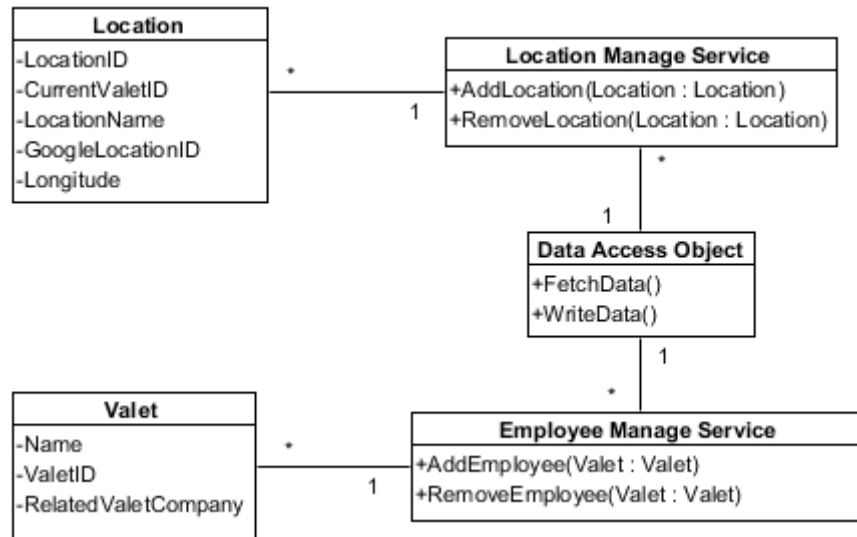 Location
-LocationID
-CurrentValetID
-LocationName
-GoogleLocationID
-Longitude
*
1
Location Manage Service
+AddLocation(Location : Location)
+RemoveLocation(Location : Location)
*
1
Data Access Object
+FetchData()
+WriteData()
1
*
Valet
-Name
-ValetID
-RelatedValetCompany
*
1
Employee Manage Service
+AddEmployee(Valet : Valet)
+RemoveEmployee(Valet : Valet)